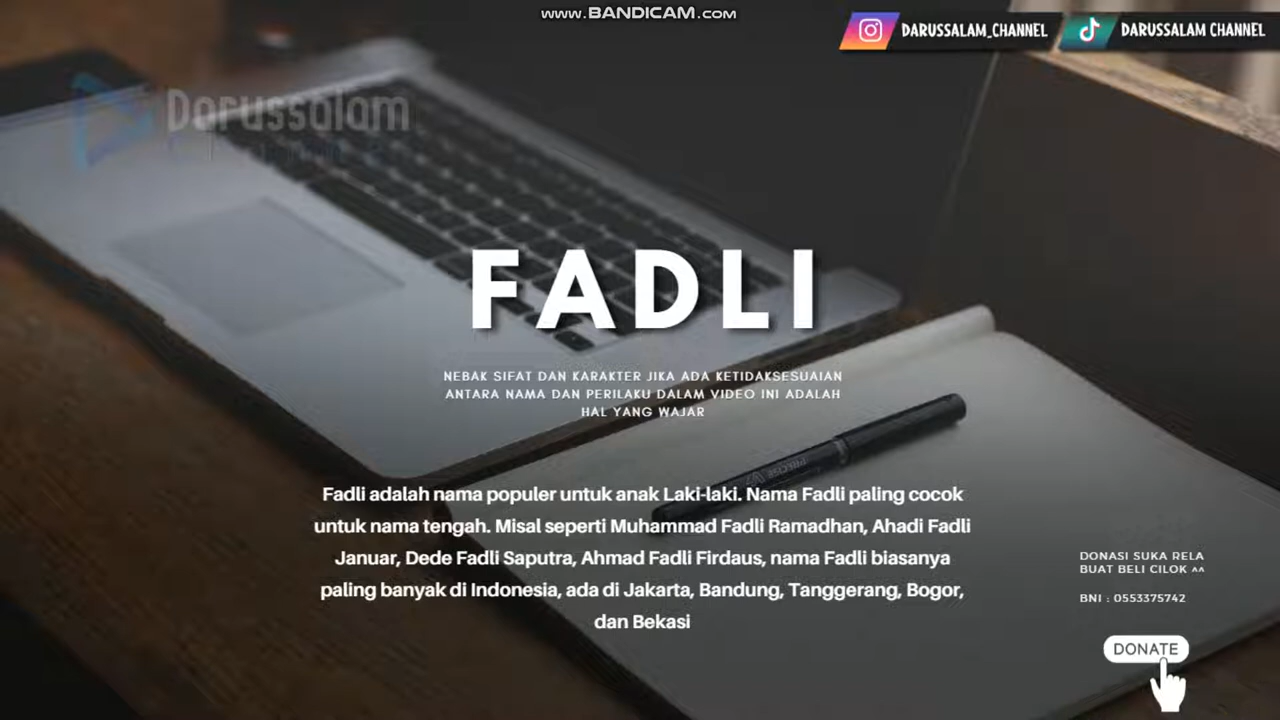 www.BANDICAM.com
DARUSSALAM_CHANNEL
DARUSSALAM CHANNEL
Darussalam
FADLI
NEBAK SIFAT DAN KARAKTER JIKA ADA KETIDAKSESUAIAN
ANTARA NAMA DAN PERILAKU DALAM VIDEO INI ADALAH
HAL YANG WAJAR
Fadli adalah nama populer untuk anak Laki-laki. Nama Fadli paling cocok
untuk nama tengah. Misal seperti Muhammad Fadli Ramadhan, Ahadi Fadli
Januar, Dede Fadli Saputra, Ahmad Fadli Firdaus, nama Fadli biasanya
paling banyak di Indonesia, ada di Jakarta, Bandung, Tanggerang, Bogor,
dan Bekasi
DONASI SUKA RELA
BUAT BELI CILOK ^^
BNI : 0553375742
DONATE